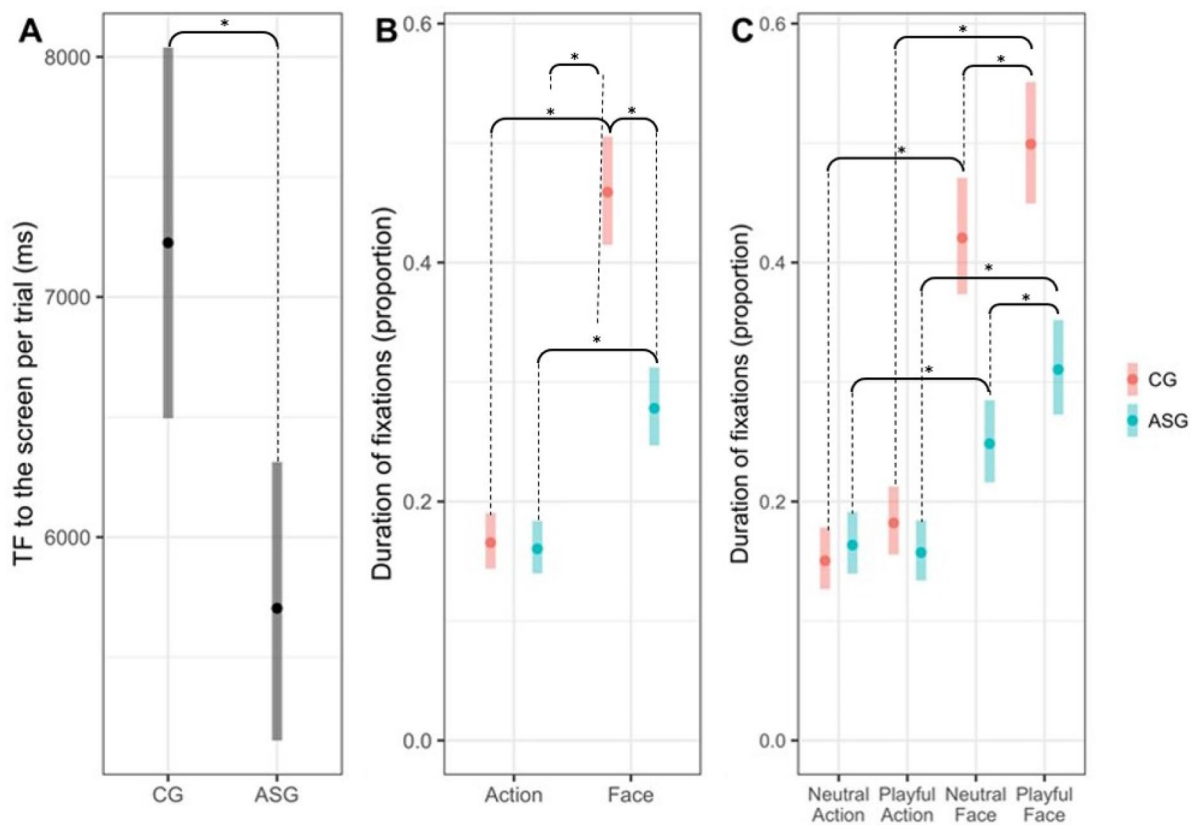 A
TF to the screen per trial (ms)
8000
7000
6000
*
CG ASG
B
Duration of fixations (proportion)
0.6
0.4
0.2
0.0
*
* *
*
Action Face
C
Duration of fixations (proportion)
0.6
0.4
0.2
0.0
*
*
*
*
*
*
Neutral Playful Neutral Playful
Action Action Face Face
CG
ASG